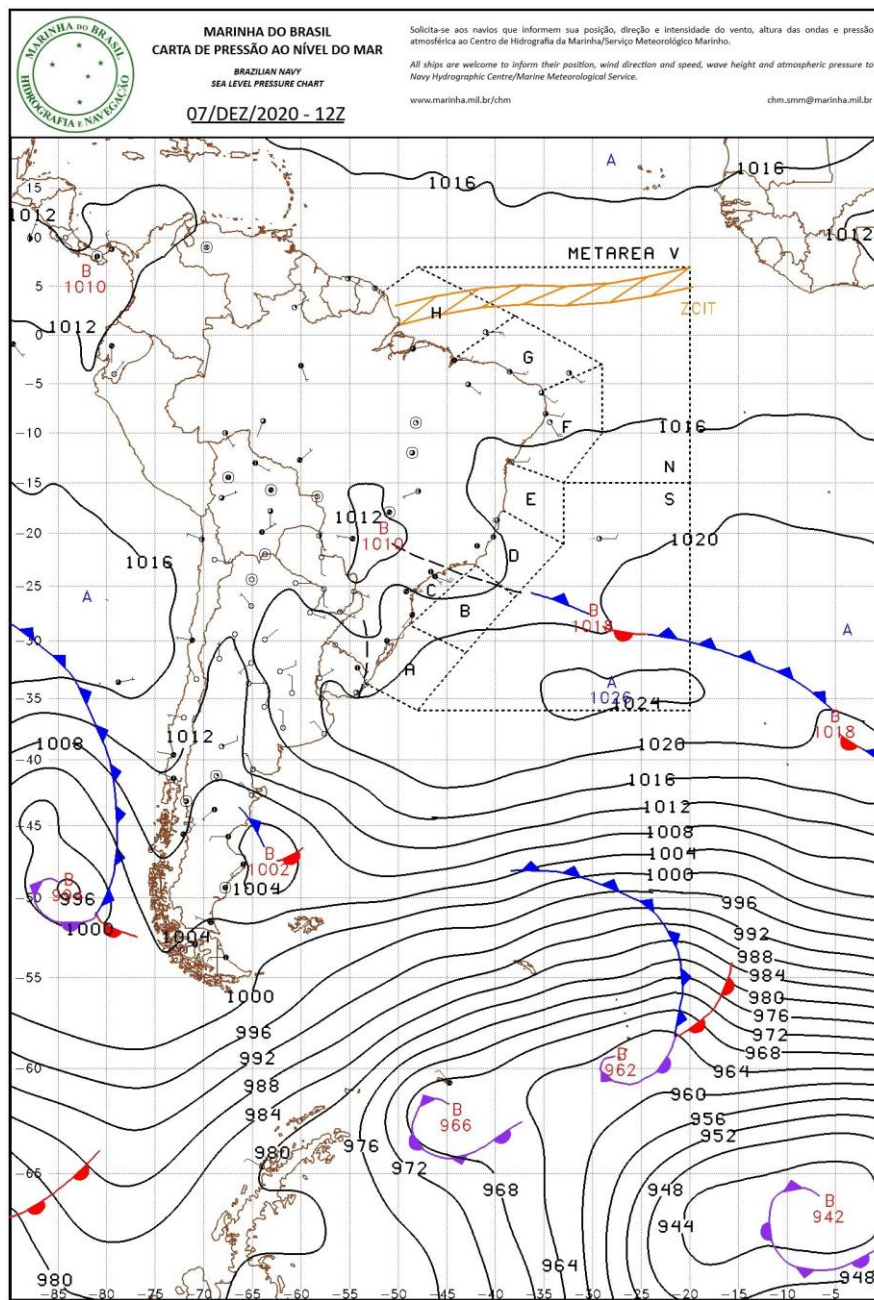 MARINHA DO BRASIL
HIDROGRAFIA E NAVEGAÇÃO
MARINHA DO BRASIL
CARTA DE PRESSÃO AO NÍVEL DO MAR
BRAZILIAN NAVY
SEA LEVEL PRESSURE CHART
07/DEZ/2020 - 12Z
Solicita-se aos navios que informem sua posição, direção e intensidade do vento, altura das ondas e pressão
atmosférica ao Centro de Hidrografia da Marinha/Serviço Meteorológico Marinho.
All ships are welcome to inform their position, wind direction and speed, wave height and atmospheric pressure to
Navy Hydrographic Centre/Marine Meteorological Service.
www.marinha.mil.br/chm
chm.smm@marinha.mil.br
A
1016
1016
15
1012
1012
10
METAREA V
B
1010
5
H
ZCIT
1012
0
G
-5
1016
F
-10
N
-15
E
S
1012
B
1010
-20
1020
D
1016
-25
C
A
B
B
1018
-30
A
A
A
1026
1024
-35
B
1018
1008
1012
1020
-40
1016
1012
-45
1008
B
1002
1004
1004
1000
B
996
-50
996
1000
992
1004
988
-55
984
1000
980
976
996
972
992
968
B
962
-60
964
988
960
984
B
966
956
976
952
980
972
-65
968
948
B
942
944
964
980
948
-85 -80 -75 -70 -65 -60 -55 -50 -45 -40 -35 -30 -25 -20 -15 -10 -5